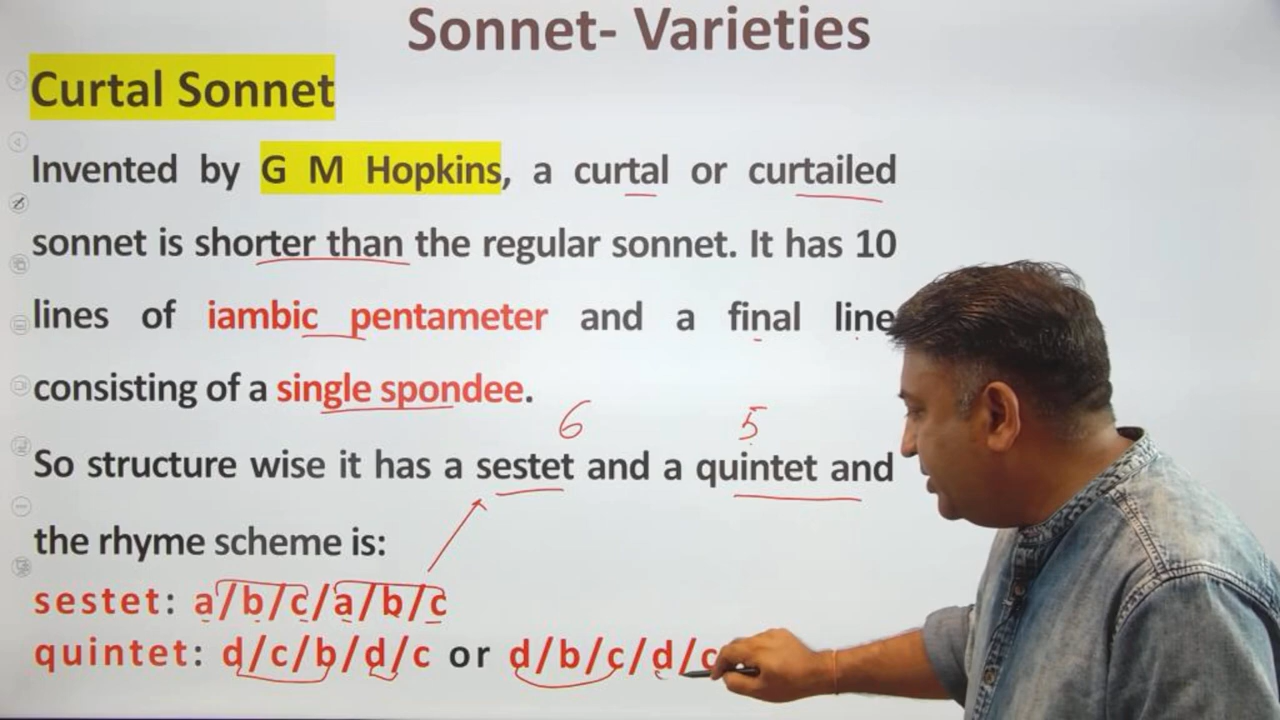 Sonnet- Varieties
Curtal Sonnet
Invented by G M Hopkins, a curtal or curtailed
sonnet is shorter than the regular sonnet. It has 10
lines of iambic pentameter and a final line
consisting of a single spondee.
6 5
So structure wise it has a sestet and a quintet and
the rhyme scheme is:
sestet: a/b/c/a/b/c
quintet: d/c/b/d/c or d/b/c/d/c